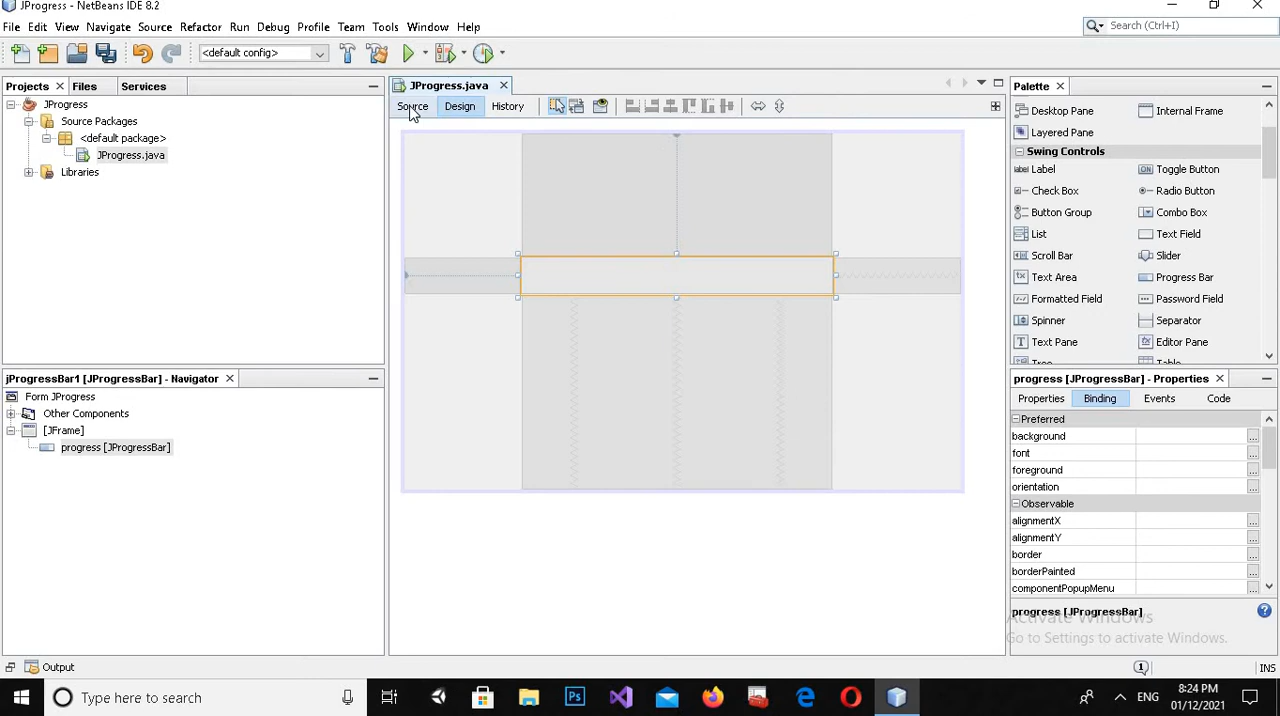 JProgress - NetBeans IDE 8.2
File Edit View Navigate Source Refactor Run Debug Profile Team Tools Window Help
Search (Ctrl+I)
<default config>
Projects Files Services
JProgress
Source Packages
<default package>
JProgress.java
Libraries
jProgressBar1 [JProgressBar] - Navigator
Form JProgress
Other Components
[JFrame]
progress [JProgressBar]
JProgress.java
Source Design History
Palette
Desktop Pane Internal Frame
Layered Pane
Swing Controls
Label Toggle Button
Check Box Radio Button
Button Group Combo Box
List Text Field
Scroll Bar Slider
Text Area Progress Bar
Formatted Field Password Field
Spinner Separator
Text Pane Editor Pane
Tree Table
progress [JProgressBar] - Properties
Properties Binding Events Code
Preferred
background
font
foreground
orientation
Observable
alignmentX
alignmentY
border
borderPainted
componentPopupMenu
progress [JProgressBar]
Activate Windows
Go to Settings to activate Windows.
Output
1 INS
Type here to search
ENG
8:24 PM
01/12/2021